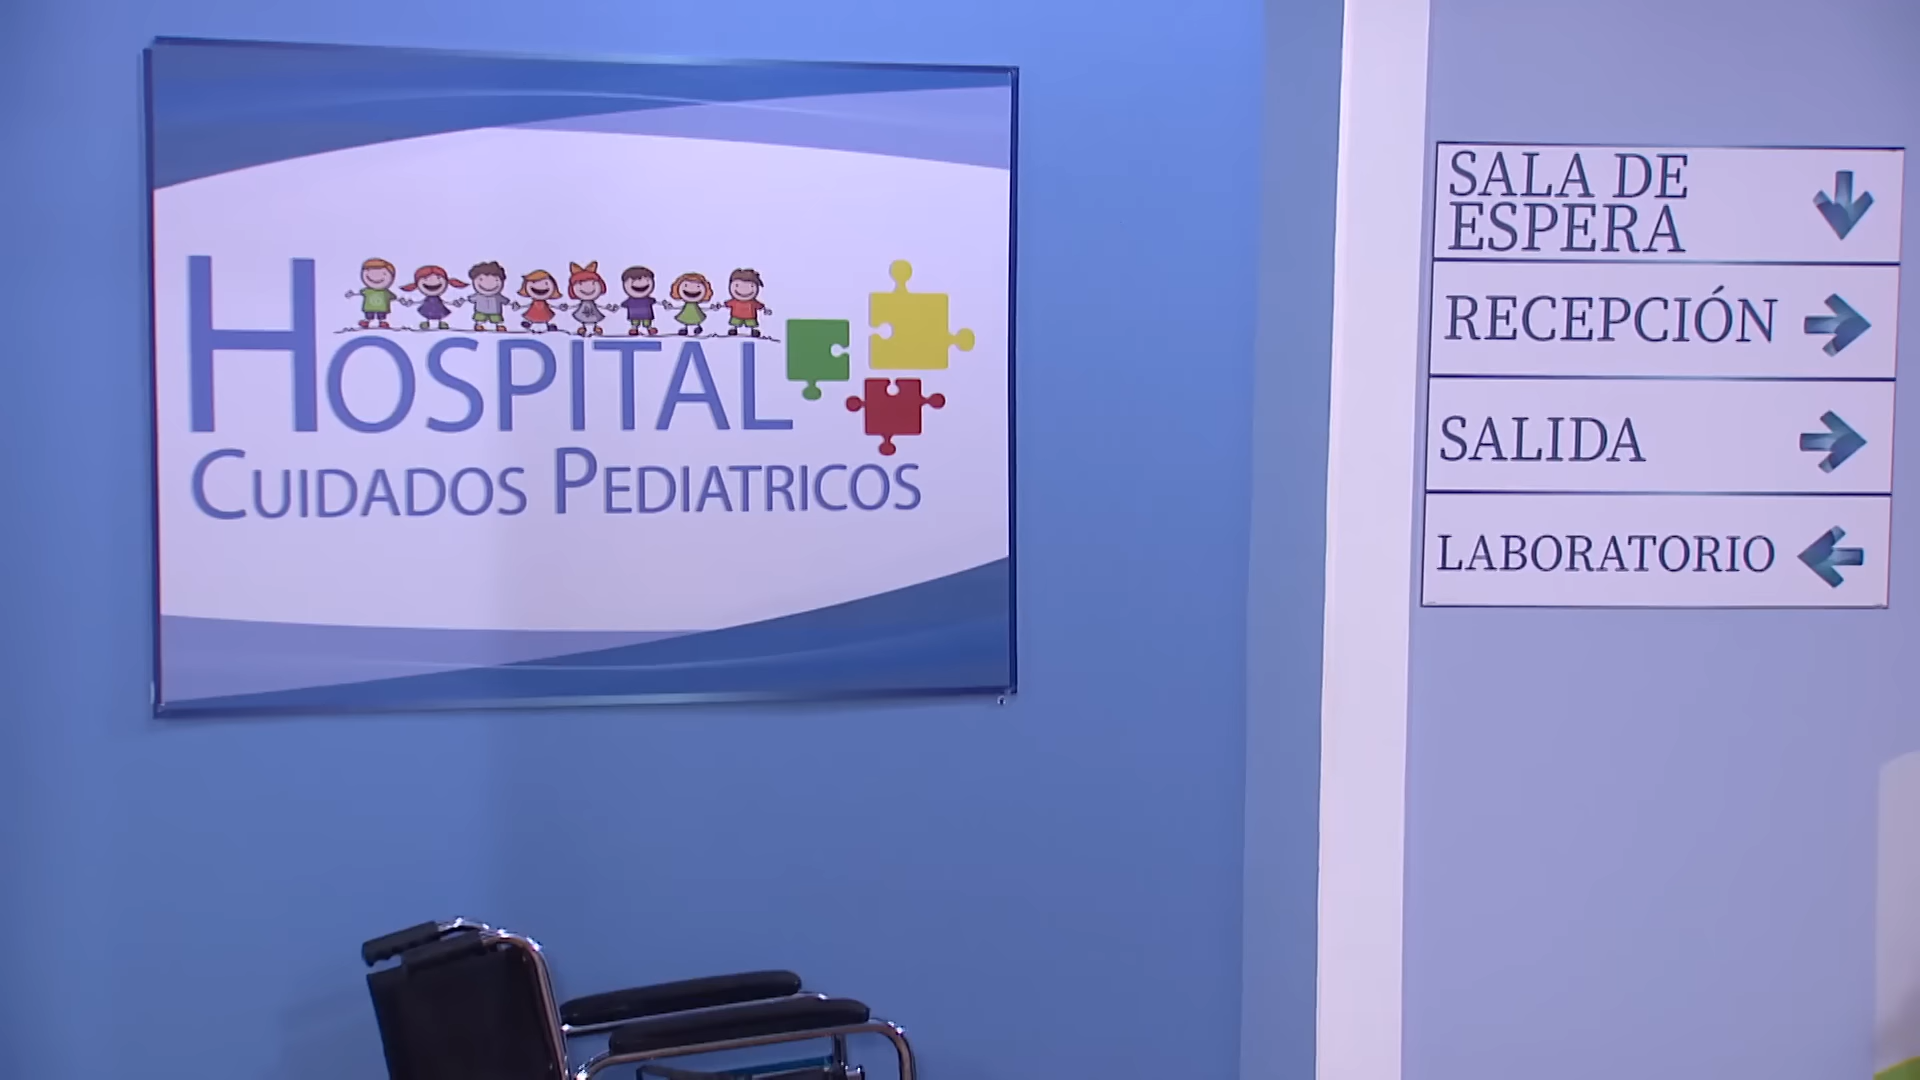 HOSPITAL
CUIDADOS PEDIATRICOS
SALA DE
ESPERA
RECEPCIÓN
SALIDA
LABORATORIO